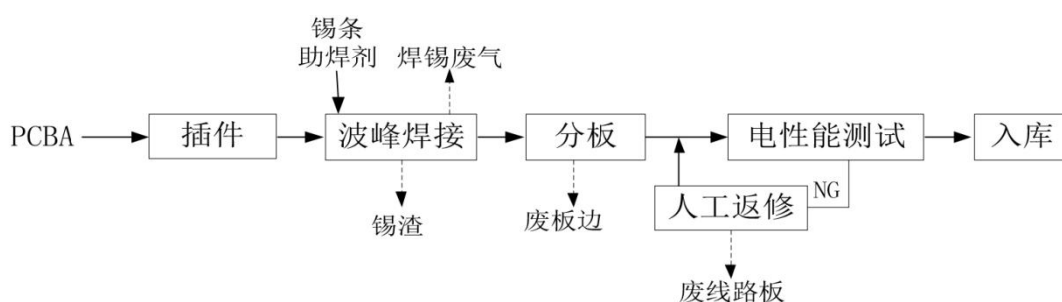 锡条
助焊剂
焊锡废气
PCBA
插件
波峰焊接
分板
电性能测试
入库
NG
人工返修
锡渣
废板边
废线路板